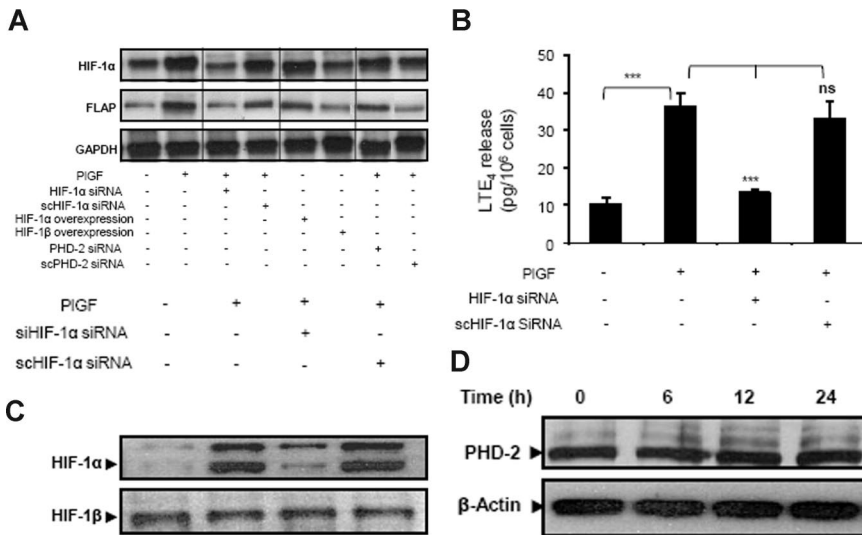 A
HIF-1α
FLAP
GAPDH
PlGF - + + + - - + +
HIF-1α siRNA - - + - - - - -
scHIF-1α siRNA - - - + - - - -
HIF-1α overexpression - - - - + - - -
HIF-1β overexpression - - - - - + - -
PHD-2 siRNA - - - - - - + -
scPHD-2 siRNA - - - - - - - +
B
LTE4 release
(pg/10⁶ cells)
50
40
30
20
10
0
***
***
ns
PlGF - + + +
HIF-1α siRNA - - + -
scHIF-1α SiRNA - - - +
PlGF - + + +
siHIF-1α siRNA - - + -
scHIF-1α siRNA - - - +
C
HIF-1α
HIF-1β
D
Time (h) 0 6 12 24
PHD-2
β-Actin